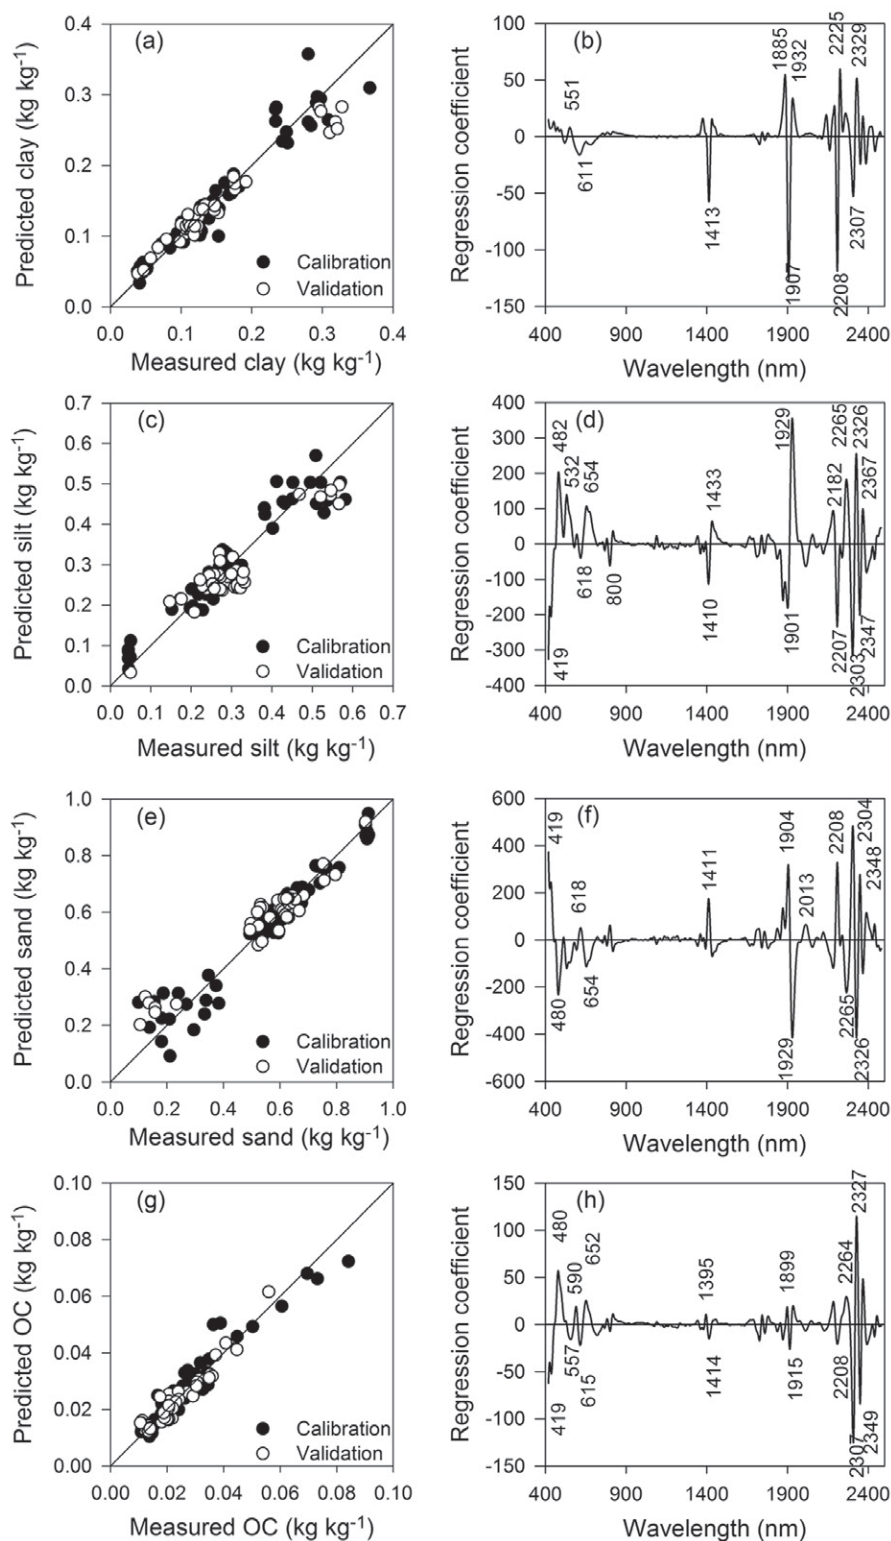 (a)
0.4
0.3
0.2
0.1
0.0
Predicted clay (kg kg-1)
Calibration
Validation
0.0 0.1 0.2 0.3 0.4
Measured clay (kg kg-1)
(b)
100
50
0
-50
-100
-150
Regression coefficient
551
611
1413
1885
1932
1907
2225
2329
2307
2208
400 900 1400 1900 2400
Wavelength (nm)
(c)
0.7
0.6
0.5
0.4
0.3
0.2
0.1
0.0
Predicted silt (kg kg-1)
Calibration
Validation
0.0 0.1 0.2 0.3 0.4 0.5 0.6 0.7
Measured silt (kg kg-1)
(d)
400
300
200
100
0
-100
-200
-300
-400
Regression coefficient
482
532
654
618
800
419
1433
1410
1929
1901
2182
2265
2326
2367
2207
2303
2347
400 900 1400 1900 2400
Wavelength (nm)
(e)
1.0
0.8
0.6
0.4
0.2
0.0
Predicted sand (kg kg-1)
Calibration
Validation
0.0 0.2 0.4 0.6 0.8 1.0
Measured sand (kg kg-1)
(f)
600
400
200
0
-200
-400
-600
Regression coefficient
419
618
480
654
1411
1904
2013
1929
2208
2304
2348
2265
2326
400 900 1400 1900 2400
Wavelength (nm)
(g)
0.10
0.08
0.06
0.04
0.02
0.00
Predicted OC (kg kg-1)
Calibration
Validation
0.00 0.02 0.04 0.06 0.08 0.10
Measured OC (kg kg-1)
(h)
150
100
50
0
-50
-100
-150
Regression coefficient
480
590
652
419
557
615
1395
1414
1899
1915
2264
2327
2208
2307
2349
400 900 1400 1900 2400
Wavelength (nm)